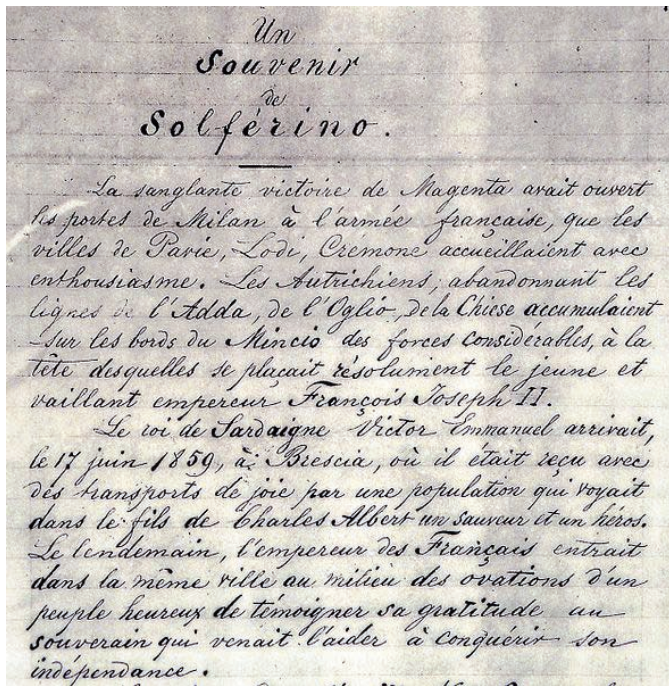 Un
Souvenir
de
Solférino.
La sanglante victoire de Magenta avait ouvert
les portes de Milan à l'armée française, que les
villes de Pavie, Lodi, Cremone accueillaient avec
enthousiasme. Les Autrichiens, abandonnant les
lignes de l'Adda, de l'Oglio, de la Chiese accumulaient
sur les bords du Mincio des forces considérables, à la
tête desquelles se plaçait résolument le jeune et
vaillant empereur François Joseph II.
Le roi de Sardaigne Victor Emmanuel arrivait,
le 17 juin 1859, à Brescia, où il était reçu avec
des transports de joie par une population qui voyait
dans le fils de Charles Albert un sauveur et un héros.
Le lendemain, l'empereur des Français entrait
dans la même ville au milieu des ovations d'un
peuple heureux de témoigner sa gratitude au
souverain qui venait l'aider à conquérir son
indépendance.